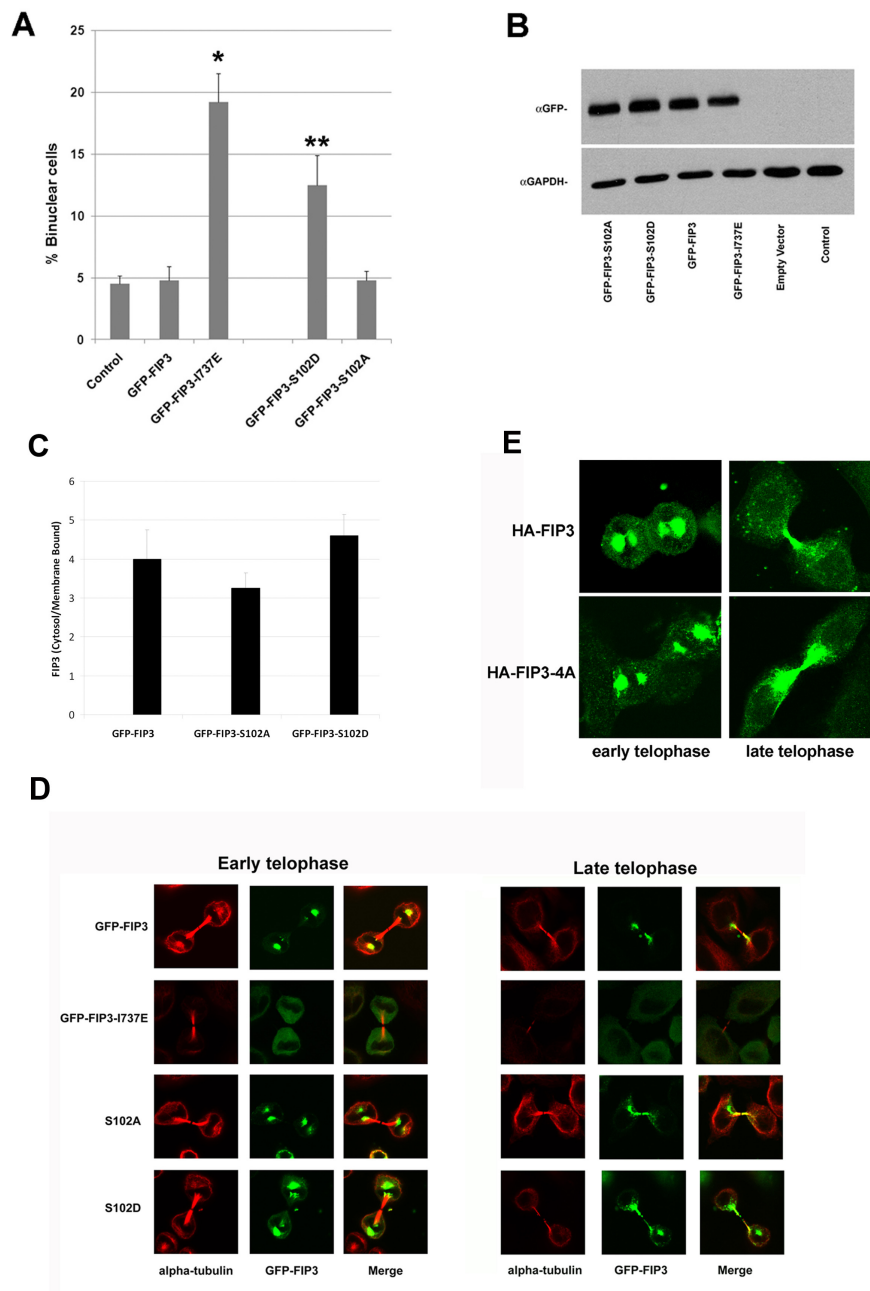 A
25
20
15
10
5
0
% Binuclear cells
*
**
Control
GFP-FIP3
GFP-FIP3-I737E
GFP-FIP3-S102D
GFP-FIP3-S102A
B
αGFP-
αGAPDH-
GFP-FIP3-S102A
GFP-FIP3-S102D
GFP-FIP3
GFP-FIP3-I737E
Empty Vector
Control
C
6
5
4
3
2
1
0
FIP3 (Cytosol/Membrane Bound)
GFP-FIP3
GFP-FIP3-S102A
GFP-FIP3-S102D
E
HA-FIP3
HA-FIP3-4A
early telophase
late telophase
D
Early telophase
Late telophase
GFP-FIP3
GFP-FIP3-I737E
S102A
S102D
alpha-tubulin
GFP-FIP3
Merge
alpha-tubulin
GFP-FIP3
Merge